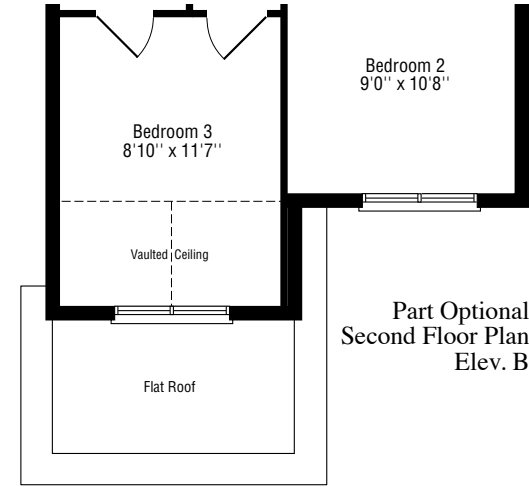 Bedroom 2
9'0'' x 10'8''
Bedroom 3
8'10'' x 11'7''
Vaulted Ceiling
Part Optional
Second Floor Plan
Elev. B
Flat Roof